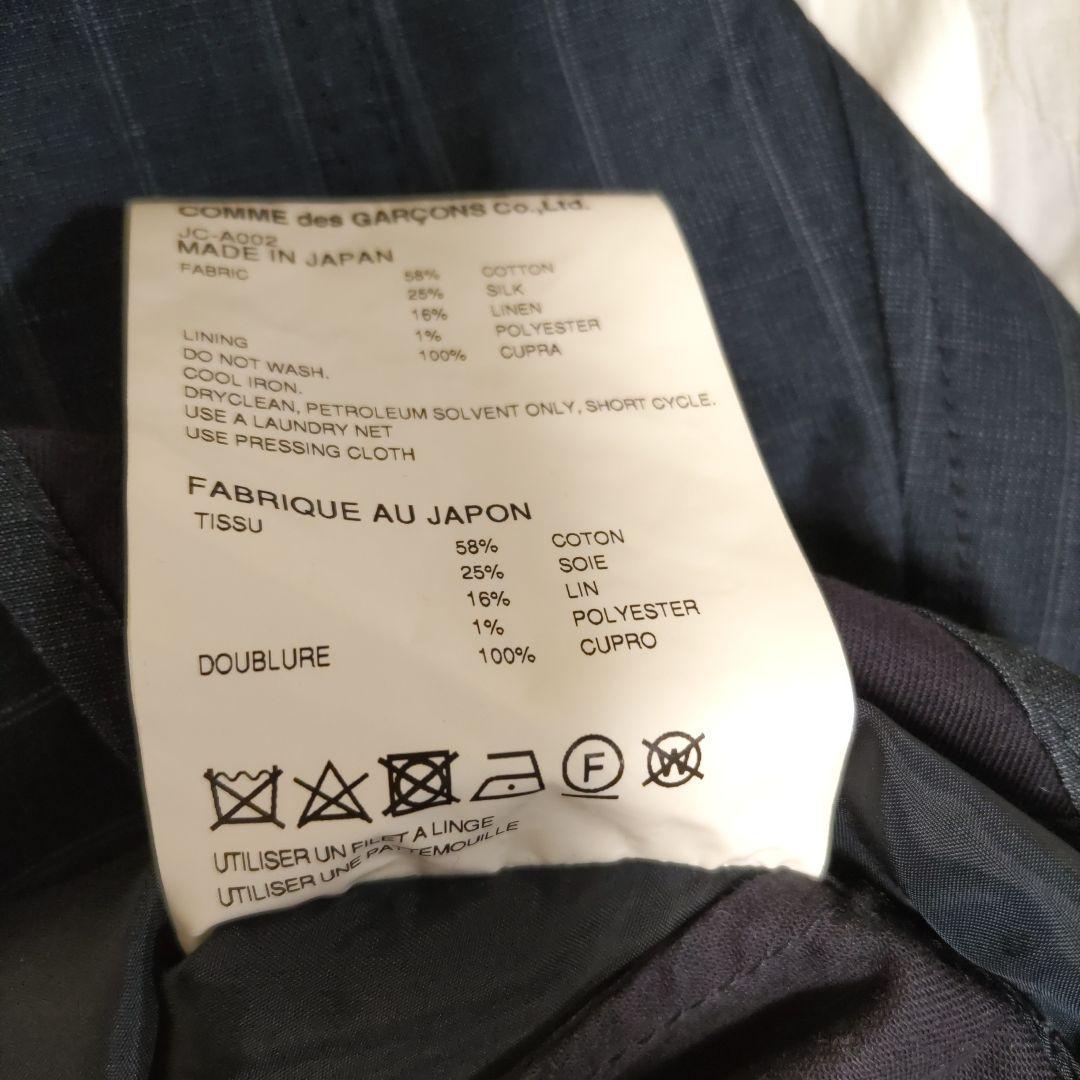 COMME des GARÇONS Co.,Ltd.
JC-A002
MADE IN JAPAN
FABRIC 58% COTTON
25% SILK
16% LINEN
1% POLYESTER
LINING 100% CUPRA
DO NOT WASH.
COOL IRON.
DRYCLEAN, PETROLEUM SOLVENT ONLY, SHORT CYCLE.
USE A LAUNDRY NET
USE PRESSING CLOTH
FABRIQUE AU JAPON
TISSU 58% COTON
25% SOIE
16% LIN
1% POLYESTER
DOUBLURE 100% CUPRO
F W
UTILISER UN FILET A LINGE
UTILISER UNE PATTEMOUILLE